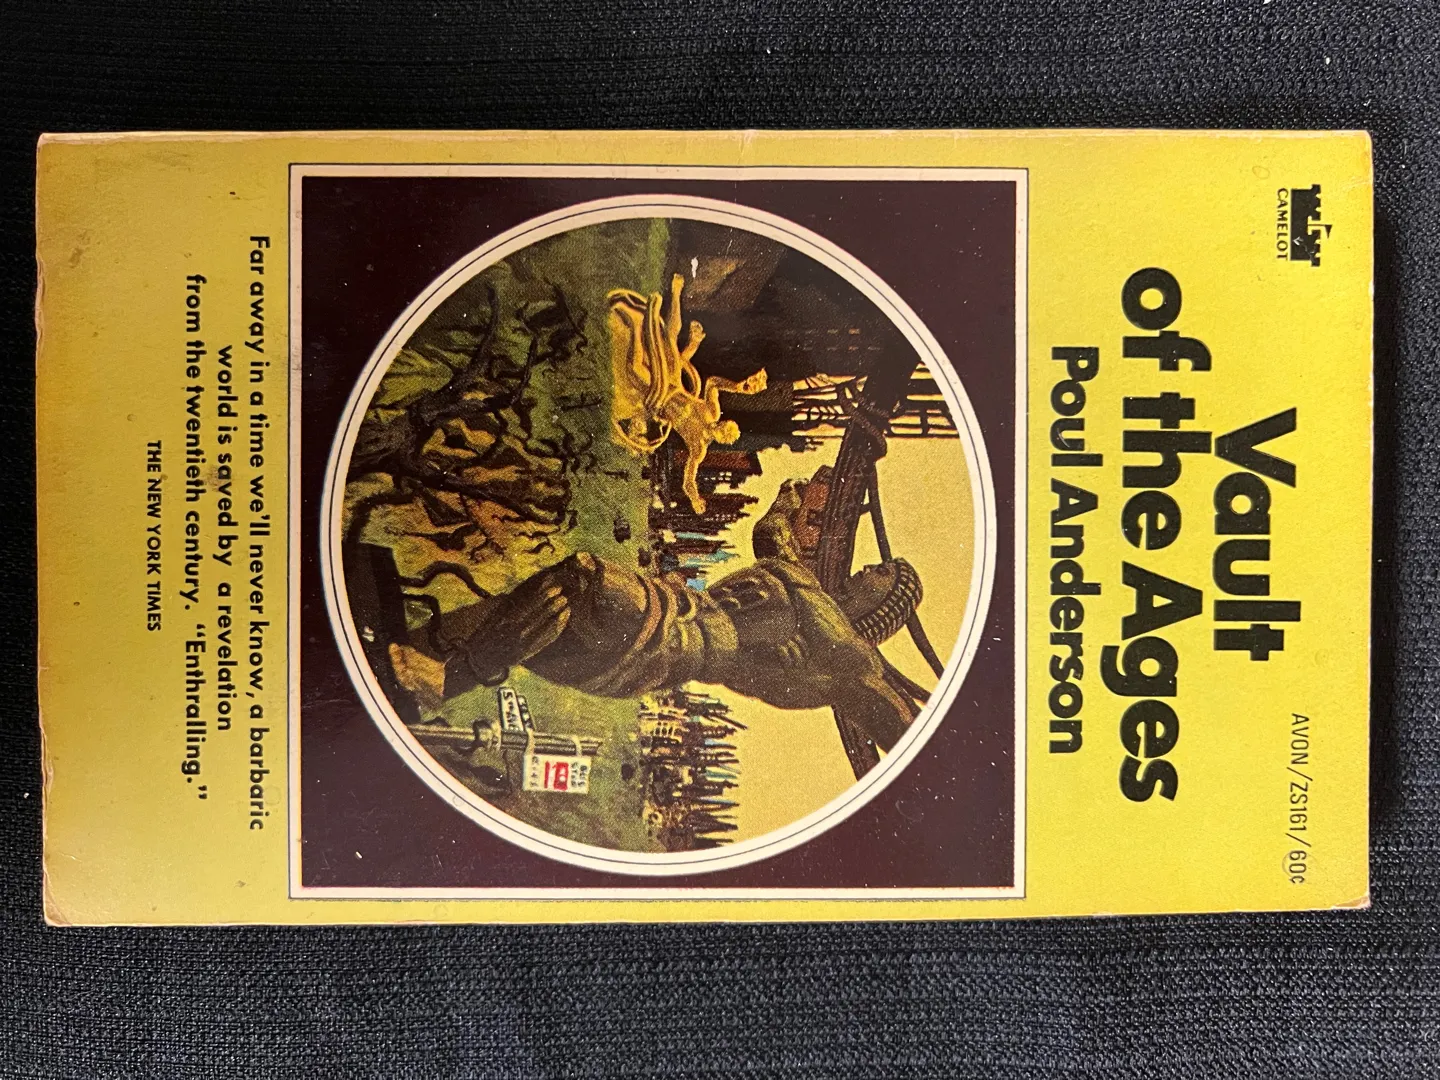 CAMELOT
AVON/ZS161/60¢
Vault
of the Ages
Poul Anderson
Far away in a time we'll never know, a barbaric
world is saved by a revelation
from the twentieth century. "Enthralling."
THE NEW YORK TIMES